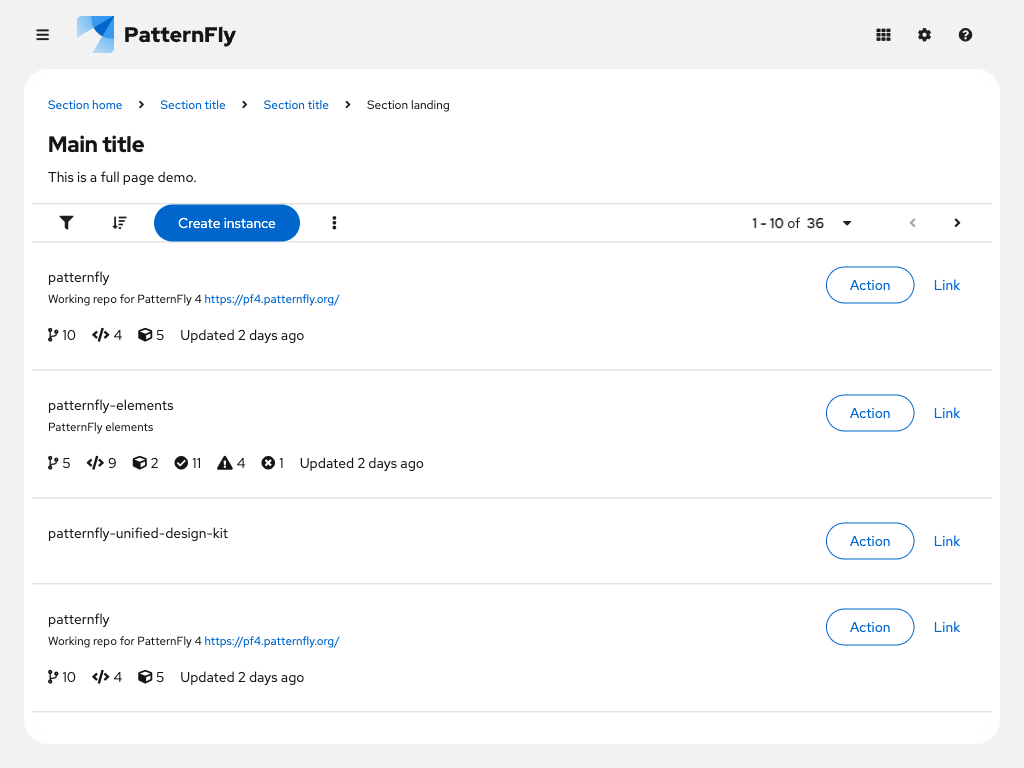 PatternFly
Section home Section title Section title Section landing
Main title
This is a full page demo.
Create instance 1 - 10 of 36
patternfly
Working repo for PatternFly 4 https://pf4.patternfly.org/
Action Link
10 4 5 Updated 2 days ago
patternfly-elements
PatternFly elements
Action Link
5 9 2 11 4 1 Updated 2 days ago
patternfly-unified-design-kit
Action Link
patternfly
Working repo for PatternFly 4 https://pf4.patternfly.org/
Action Link
10 4 5 Updated 2 days ago